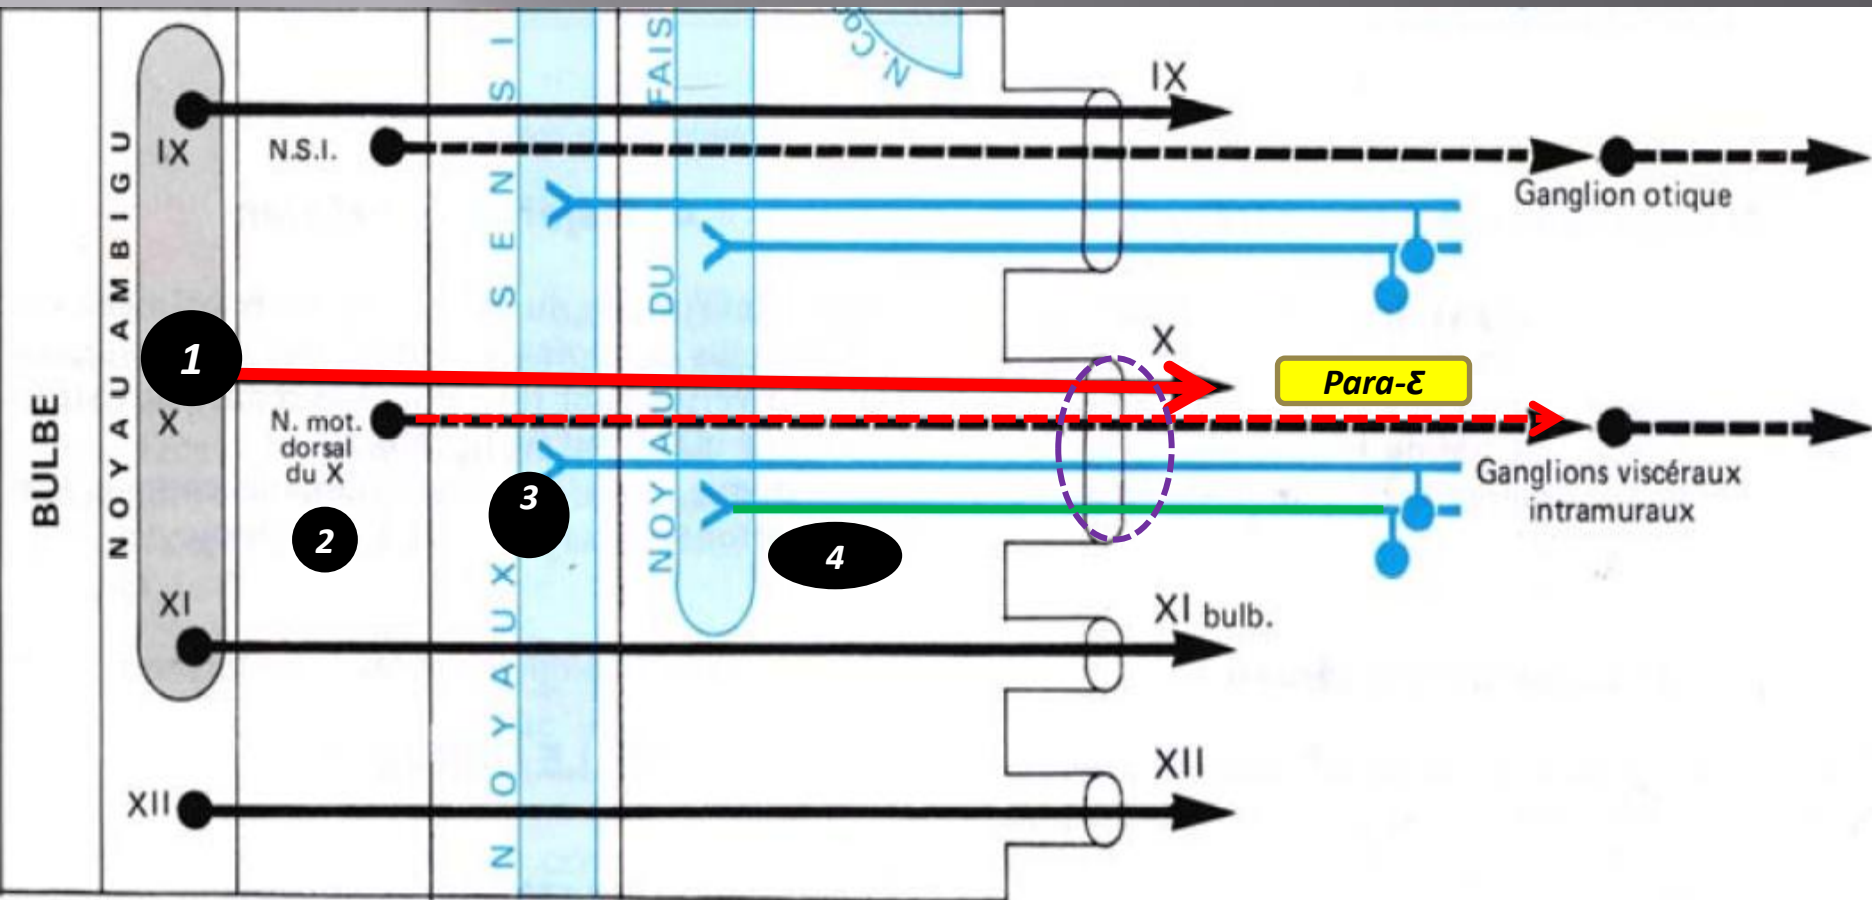 BULBE
NOYAU AMBIGU
IX
X
XI
XII
N.S.I.
N. mot.
dorsal
du X
NOYAUX SENSI
NOYAU DU FAIS
N. Co
1
2
3
4
IX
Ganglion otique
X
Para-Ɛ
Ganglions viscéraux
intramuraux
XI bulb.
XII